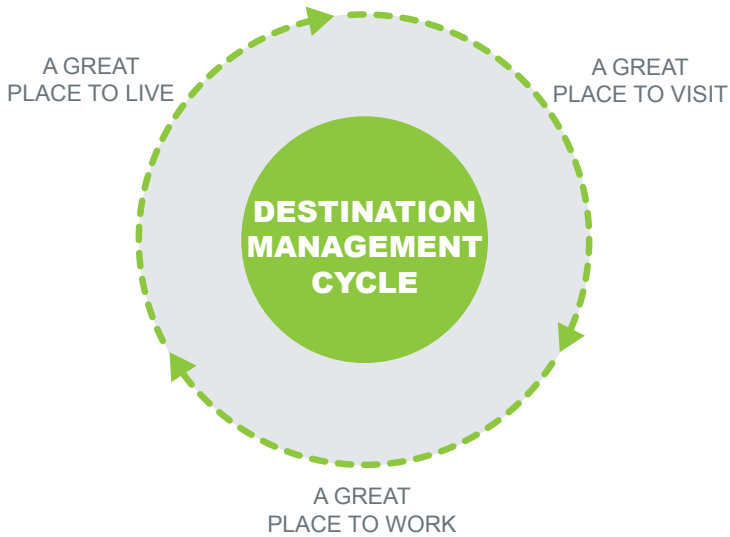 A GREAT
PLACE TO LIVE
A GREAT
PLACE TO VISIT
DESTINATION
MANAGEMENT
CYCLE
A GREAT
PLACE TO WORK